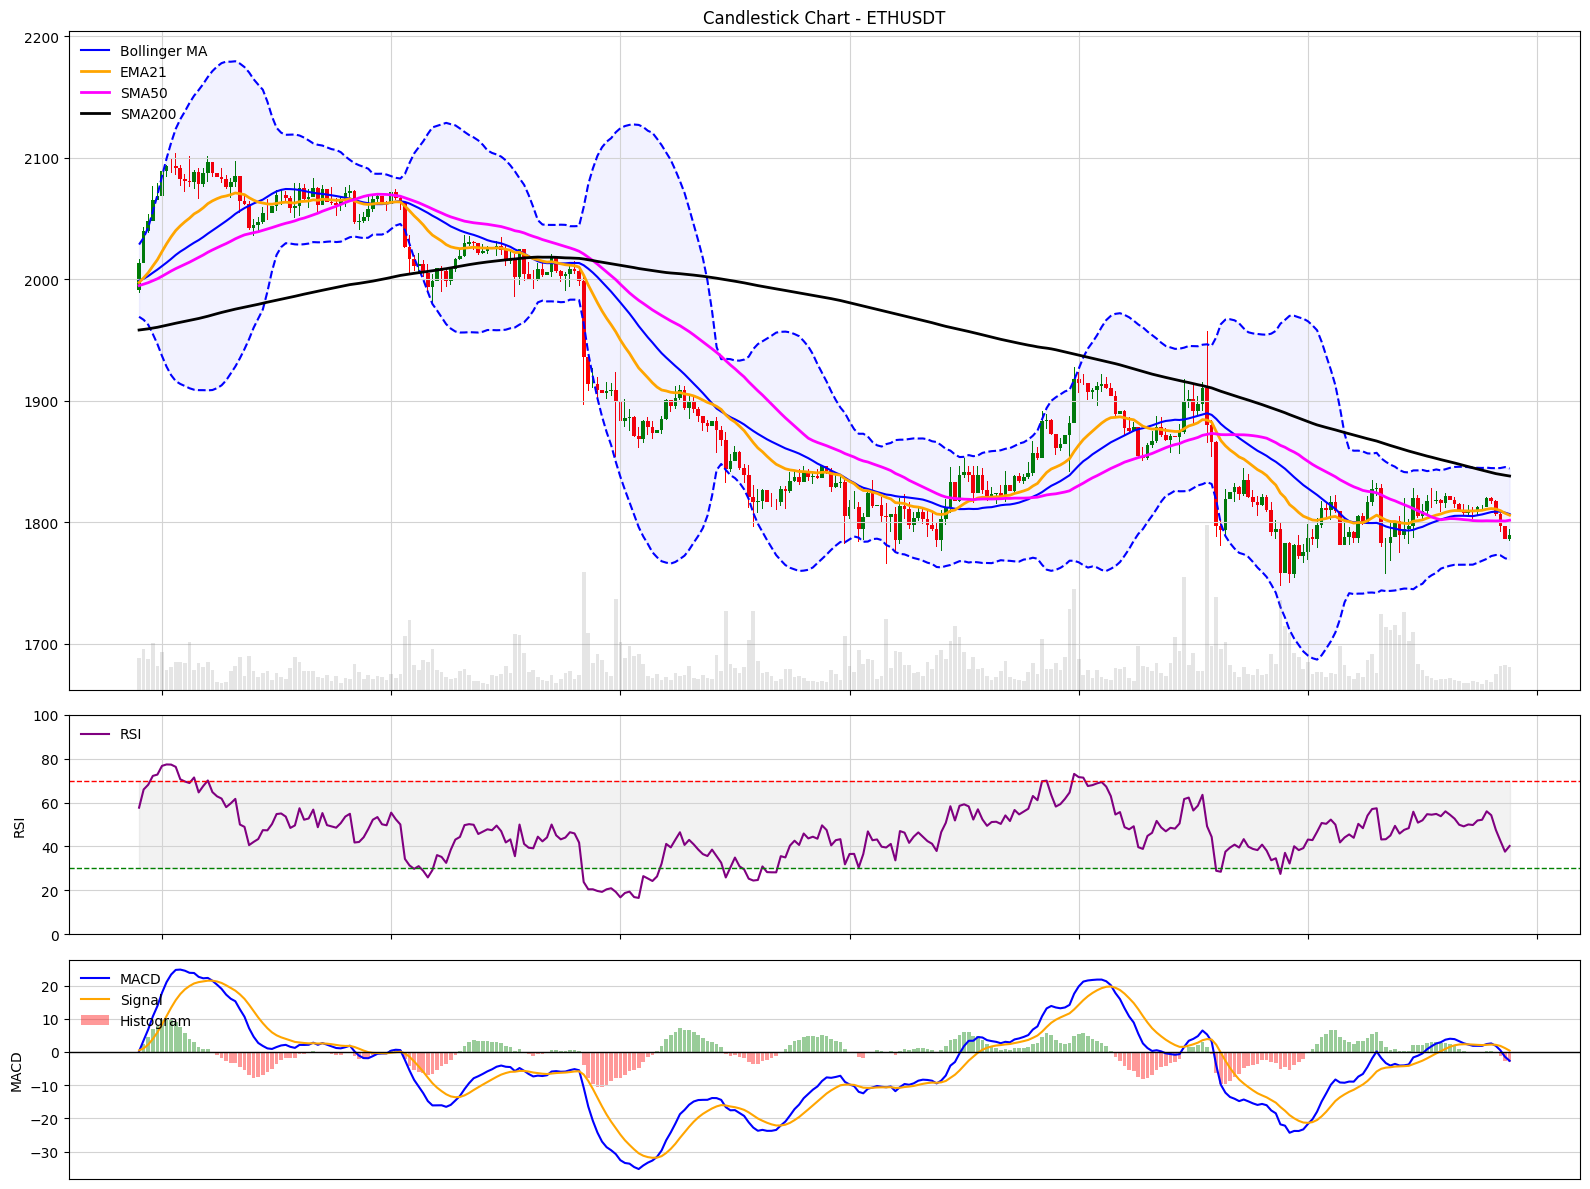 Candlestick Chart - ETHUSDT
2200
Bollinger MA
EMA21
SMA50
SMA200
2100
2000
1900
1800
1700
100
RSI
80
60
RSI
40
20
0
MACD
20
Signal
10
Histogram
0
MACD
−10
−20
−30